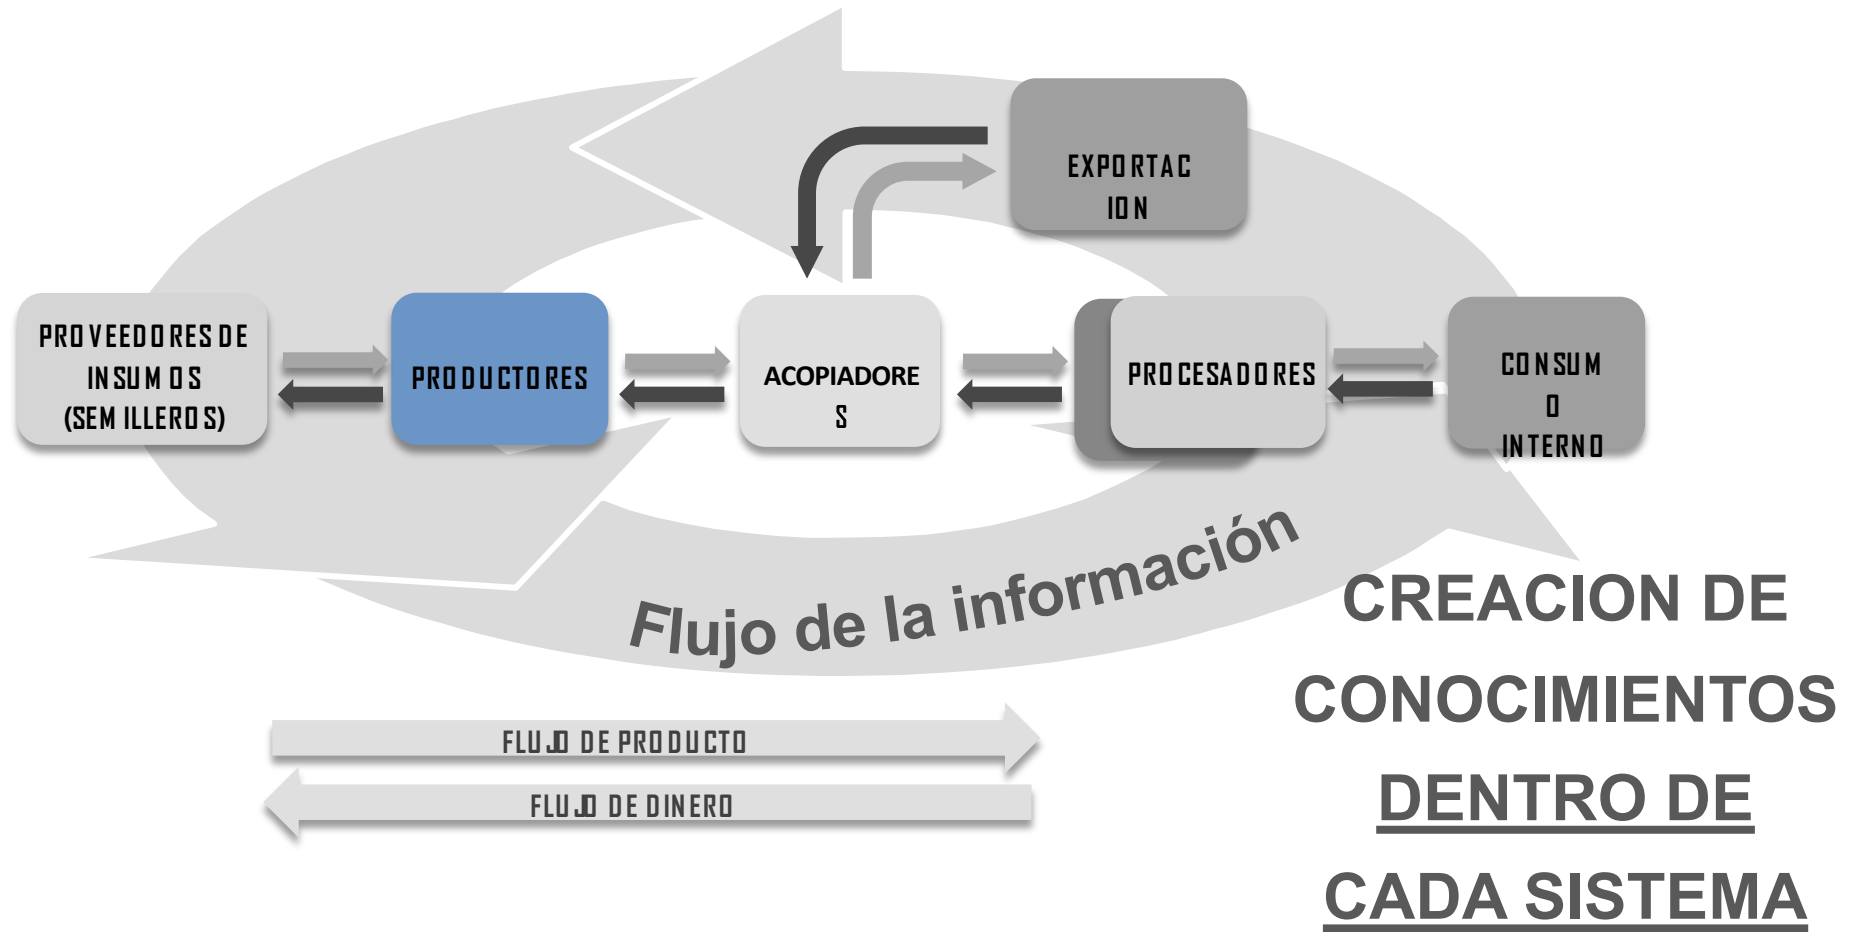 EXPORTAC
ION
PROVEEDORES DE
INSUMOS
(SEMILLEROS)
PRODUCTORES
ACOPIADORE
S
PROCESADORES
CONSUM
O
INTERNO
Flujo de la información
CREACION DE
CONOCIMIENTOS
DENTRO DE
CADA SISTEMA
FLUJO DE PRODUCTO
FLUJO DE DINERO